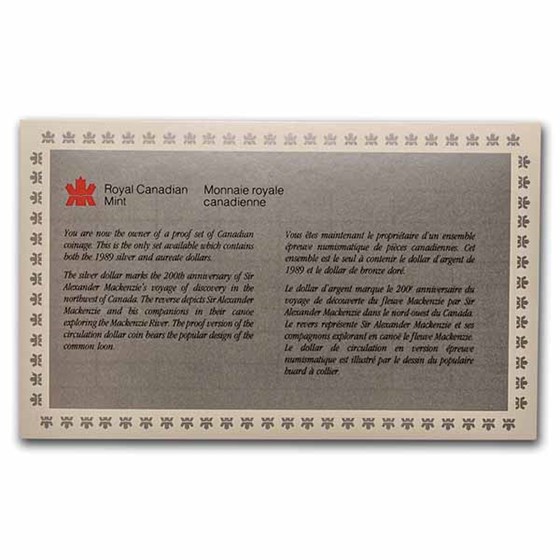 Royal Canadian
Mint
Monnaie royale
canadienne
You are now the owner of a proof set of Canadian
coinage. This is the only set available which contains
both the 1989 silver and aureate dollars.
The silver dollar marks the 200th anniversary of Sir
Alexander Mackenzie's voyage of discovery in the
northwest of Canada. The reverse depicts Sir Alexander
Mackenzie and his companions in their canoe
exploring the Mackenzie River. The proof version of the
circulation dollar coin bears the popular design of the
common loon.
Vous êtes maintenant le propriétaire d'un ensemble
épreuve numismatique de pièces canadiennes. Cet
ensemble est le seul à contenir le dollar d'argent de
1989 et le dollar de bronze doré.
Le dollar d'argent marque le 200e anniversaire du
voyage de découverte du fleuve Mackenzie par Sir
Alexander Mackenzie dans le nord-ouest du Canada.
Le revers représente Sir Alexander Mackenzie et ses
compagnons explorant en canoë le fleuve Mackenzie.
Le dollar de circulation en version épreuve
numismatique est illustré par le dessin du populaire
huard à collier.